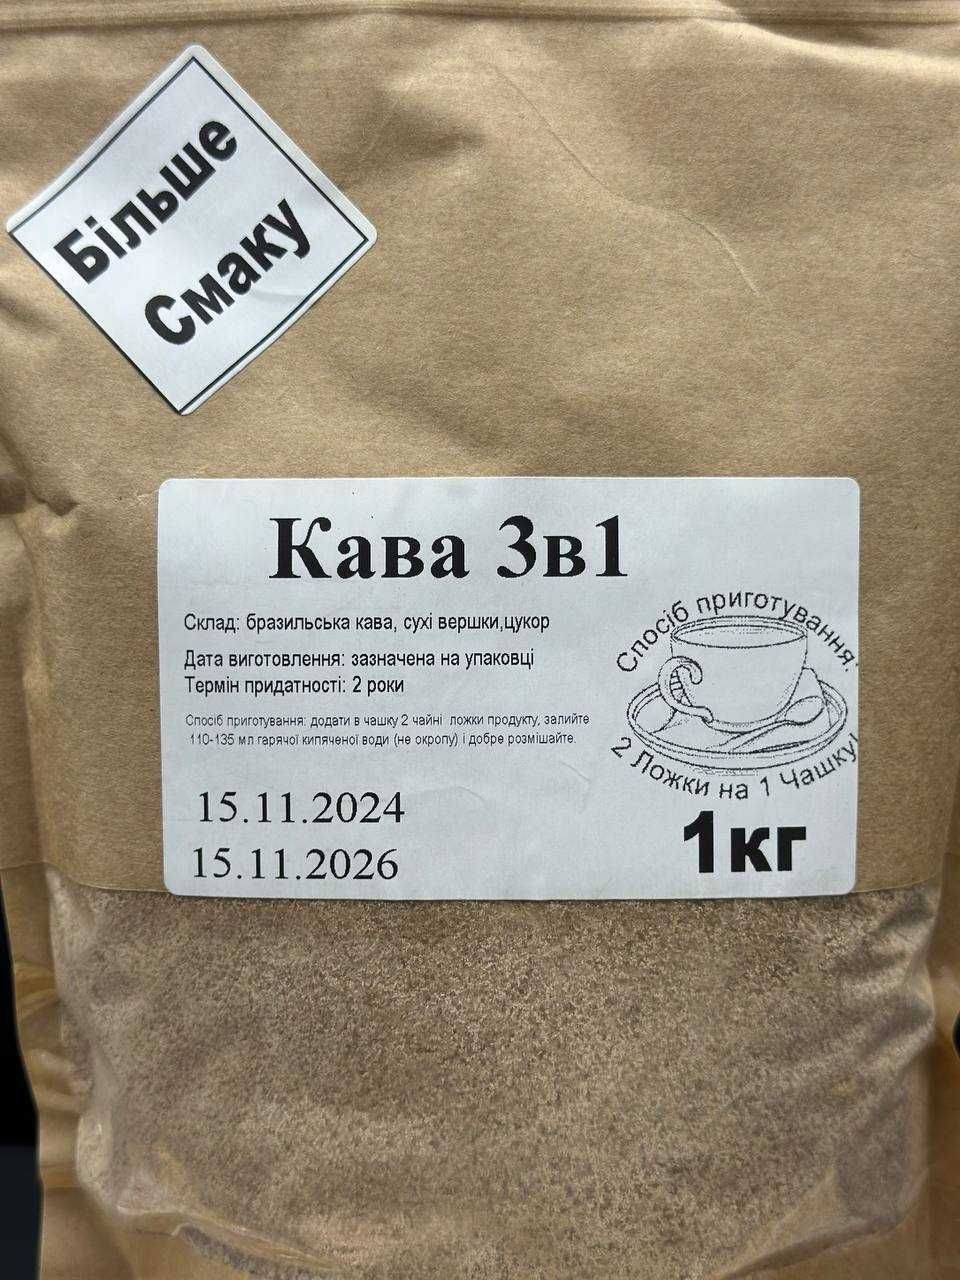 Більше
Смаку
Кава 3в1
Склад: бразильська кава, сухі вершки,цукор
Дата виготовлення: зазначена на упаковці
Термін придатності: 2 роки
Спосіб приготування: додати в чашку 2 чайні ложки продукту, залийте
110-135 мл гарячої кипяченої води (не окропу) і добре розмішайте.
15.11.2024
15.11.2026
Спосіб приготування:
2 Ложки на 1 Чашку!
1кг